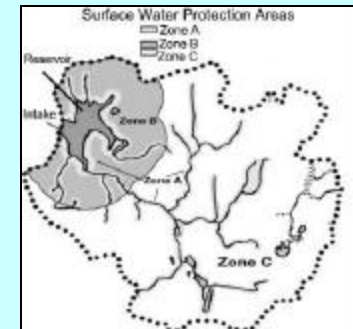 Surface Water Protection Areas
Zone A
Zone B
Zone C
Reservoir
Intake
Zone B
Zone A
Zone C